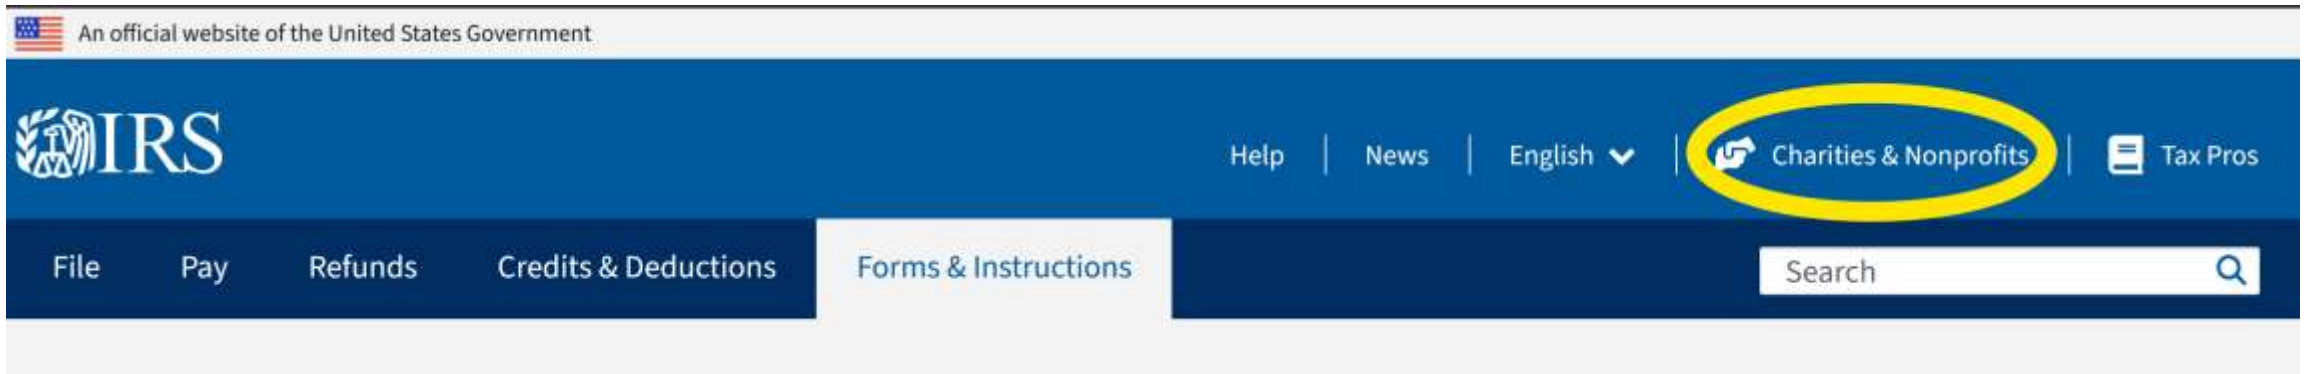 An official website of the United States Government
IRS
Help News English Charities & Nonprofits Tax Pros
File Pay Refunds Credits & Deductions Forms & Instructions Search